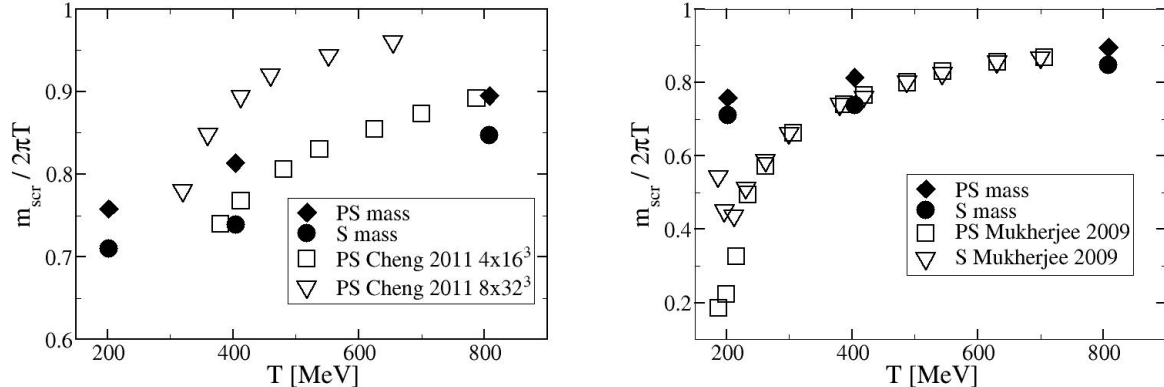 1
0.9
0.8
0.7
0.6
m_scr / 2πT
200
400
600
800
T [MeV]
PS mass
S mass
PS Cheng 2011 4x16³
PS Cheng 2011 8x32³
1
0.8
0.6
0.4
0.2
m_scr / 2πT
200
400
600
800
T [MeV]
PS mass
S mass
PS Mukherjee 2009
S Mukherjee 2009